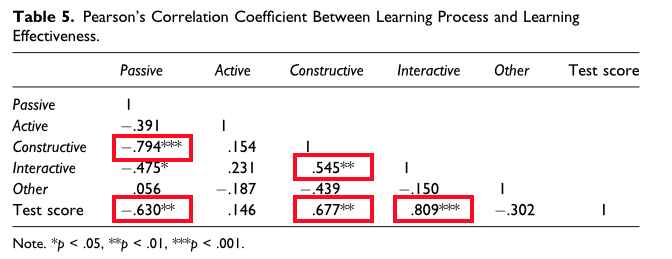 Table 5. Pearson's Correlation Coefficient Between Learning Process and Learning
Effectiveness.
Passive Active Constructive Interactive Other Test score
Passive 1
Active −.391 1
Constructive −.794*** .154 1
Interactive −.475* .231 .545** 1
Other .056 −.187 −.439 −.150 1
Test score −.630** .146 .677** .809*** −.302 1
Note. *p < .05, **p < .01, ***p < .001.